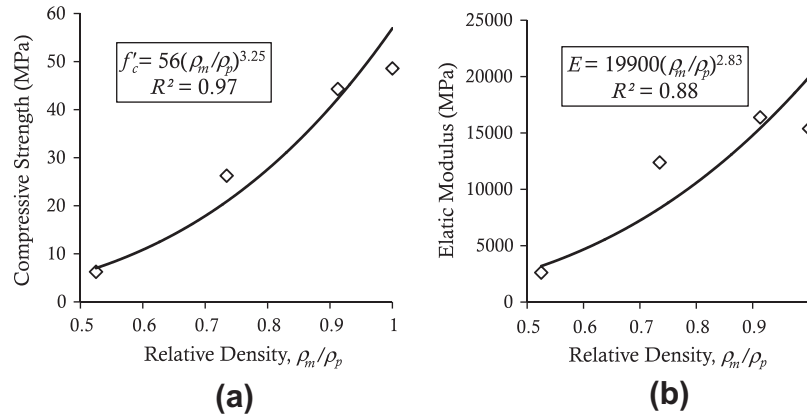 60
50
40
30
20
10
0
Compressive Strength (MPa)
f′c = 56(ρm/ρp)^3.25
R² = 0.97
0.5 0.6 0.7 0.8 0.9 1
Relative Density, ρm/ρp
(a)
25000
20000
15000
10000
5000
0
Elatic Modulus (MPa)
E = 19900(ρm/ρp)^2.83
R² = 0.88
0.5 0.6 0.7 0.8 0.9
Relative Density, ρm/ρp
(b)